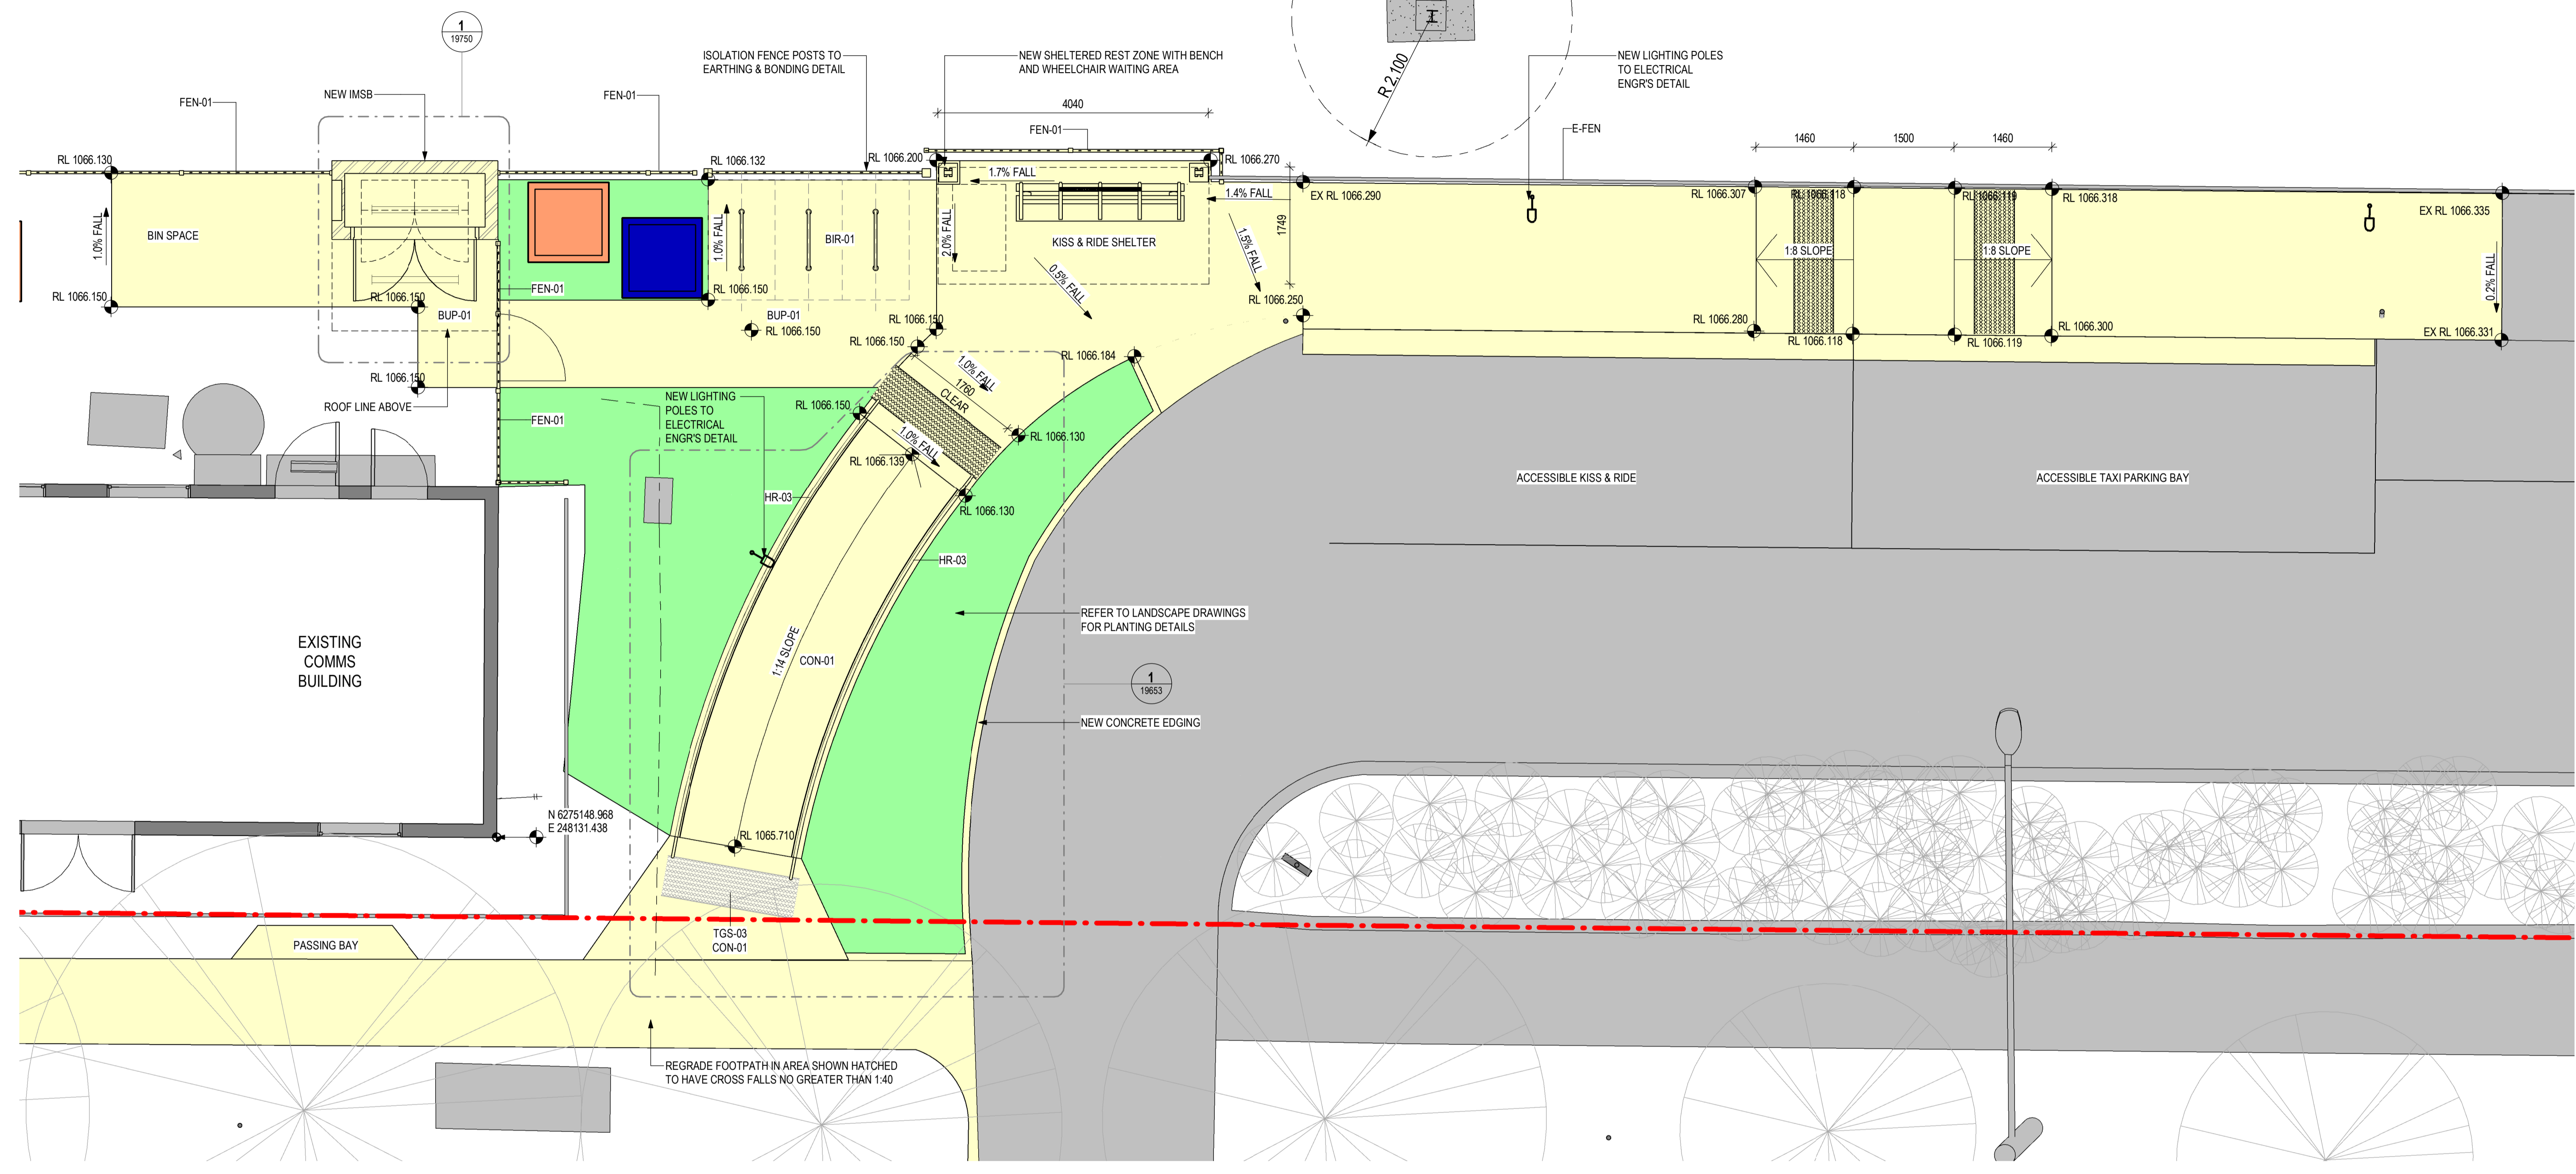 1
19750
ISOLATION FENCE POSTS TO
EARTHING & BONDING DETAIL
NEW SHELTERED REST ZONE WITH BENCH
AND WHEELCHAIR WAITING AREA
R 2,100
NEW LIGHTING POLES
TO ELECTRICAL
ENGR'S DETAIL
FEN-01
NEW IMSB
FEN-01
4040
FEN-01
E-FEN
1460
1500
1460
RL 1066.130
RL 1066.132
RL 1066.200
RL 1066.270
1.7% FALL
1.4% FALL
EX RL 1066.290
RL 1066.307
RL 1066.118
RL 1066.119
RL 1066.318
EX RL 1066.335
1.0% FALL
BIN SPACE
1.0% FALL
BIR-01
2.0% FALL
KISS & RIDE SHELTER
1749
1.5% FALL
1:8 SLOPE
1:8 SLOPE
0.2% FALL
0.5% FALL
RL 1066.150
RL 1066.150
FEN-01
RL 1066.150
RL 1066.250
BUP-01
BUP-01
RL 1066.150
RL 1066.150
RL 1066.280
RL 1066.118
RL 1066.119
RL 1066.300
EX RL 1066.331
RL 1066.150
RL 1066.184
RL 1066.150
1.0% FALL
1760
CLEAR
ROOF LINE ABOVE
FEN-01
NEW LIGHTING
POLES TO
ELECTRICAL
ENGR'S DETAIL
RL 1066.150
RL 1066.130
1.0% FALL
RL 1066.139
ACCESSIBLE KISS & RIDE
ACCESSIBLE TAXI PARKING BAY
HR-03
RL 1066.130
HR-03
REFER TO LANDSCAPE DRAWINGS
FOR PLANTING DETAILS
EXISTING
COMMS
BUILDING
1:14 SLOPE
CON-01
1
19653
NEW CONCRETE EDGING
N 6275148.968
E 248131.438
RL 1065.710
TGS-03
CON-01
PASSING BAY
REGRADE FOOTPATH IN AREA SHOWN HATCHED
TO HAVE CROSS FALLS NO GREATER THAN 1:40